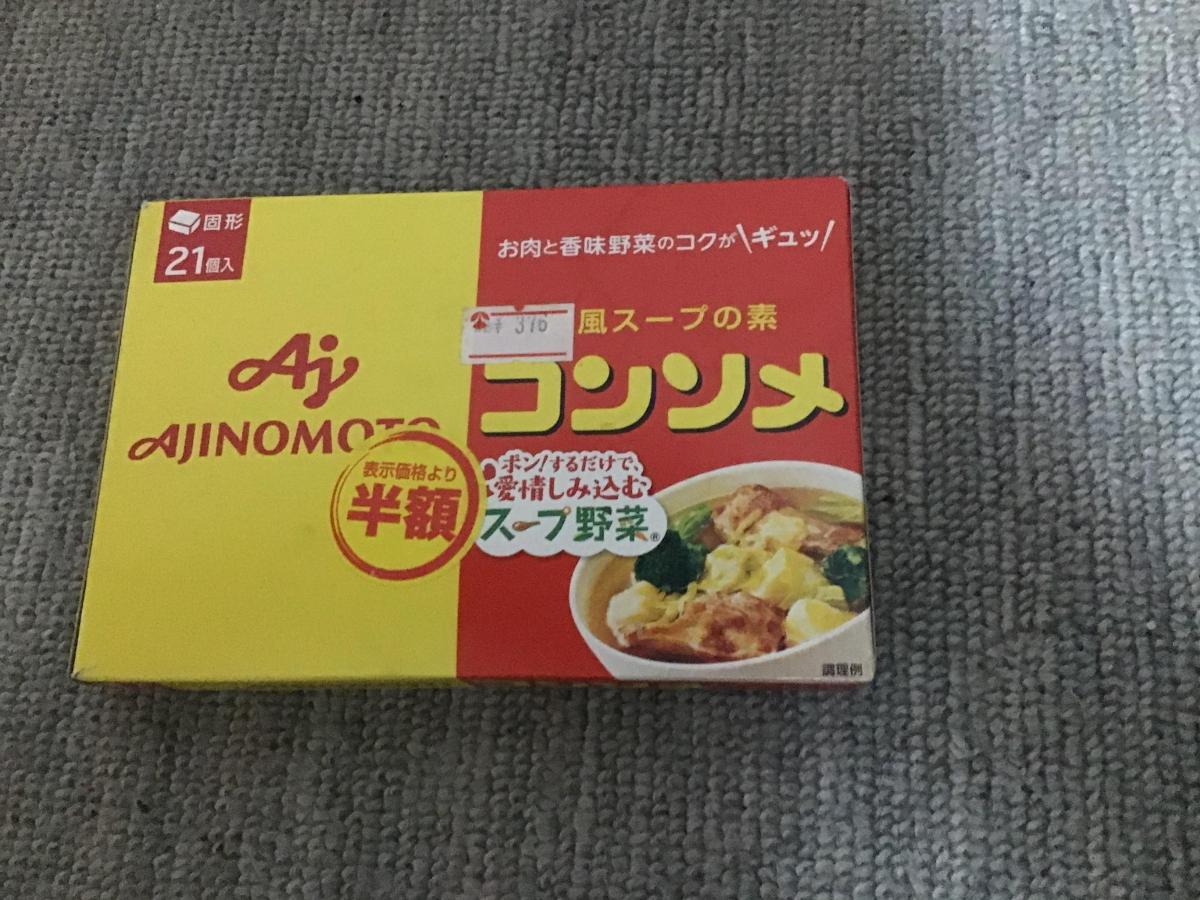 固形
21個入
お肉と香味野菜のコクが\ギュッ/
¥ 376
風スープの素
コンソメ
Aj
AJINOMOTO
表示価格より
半額
ポン!するだけで、
愛情しみ込む
スープ野菜®
調理例